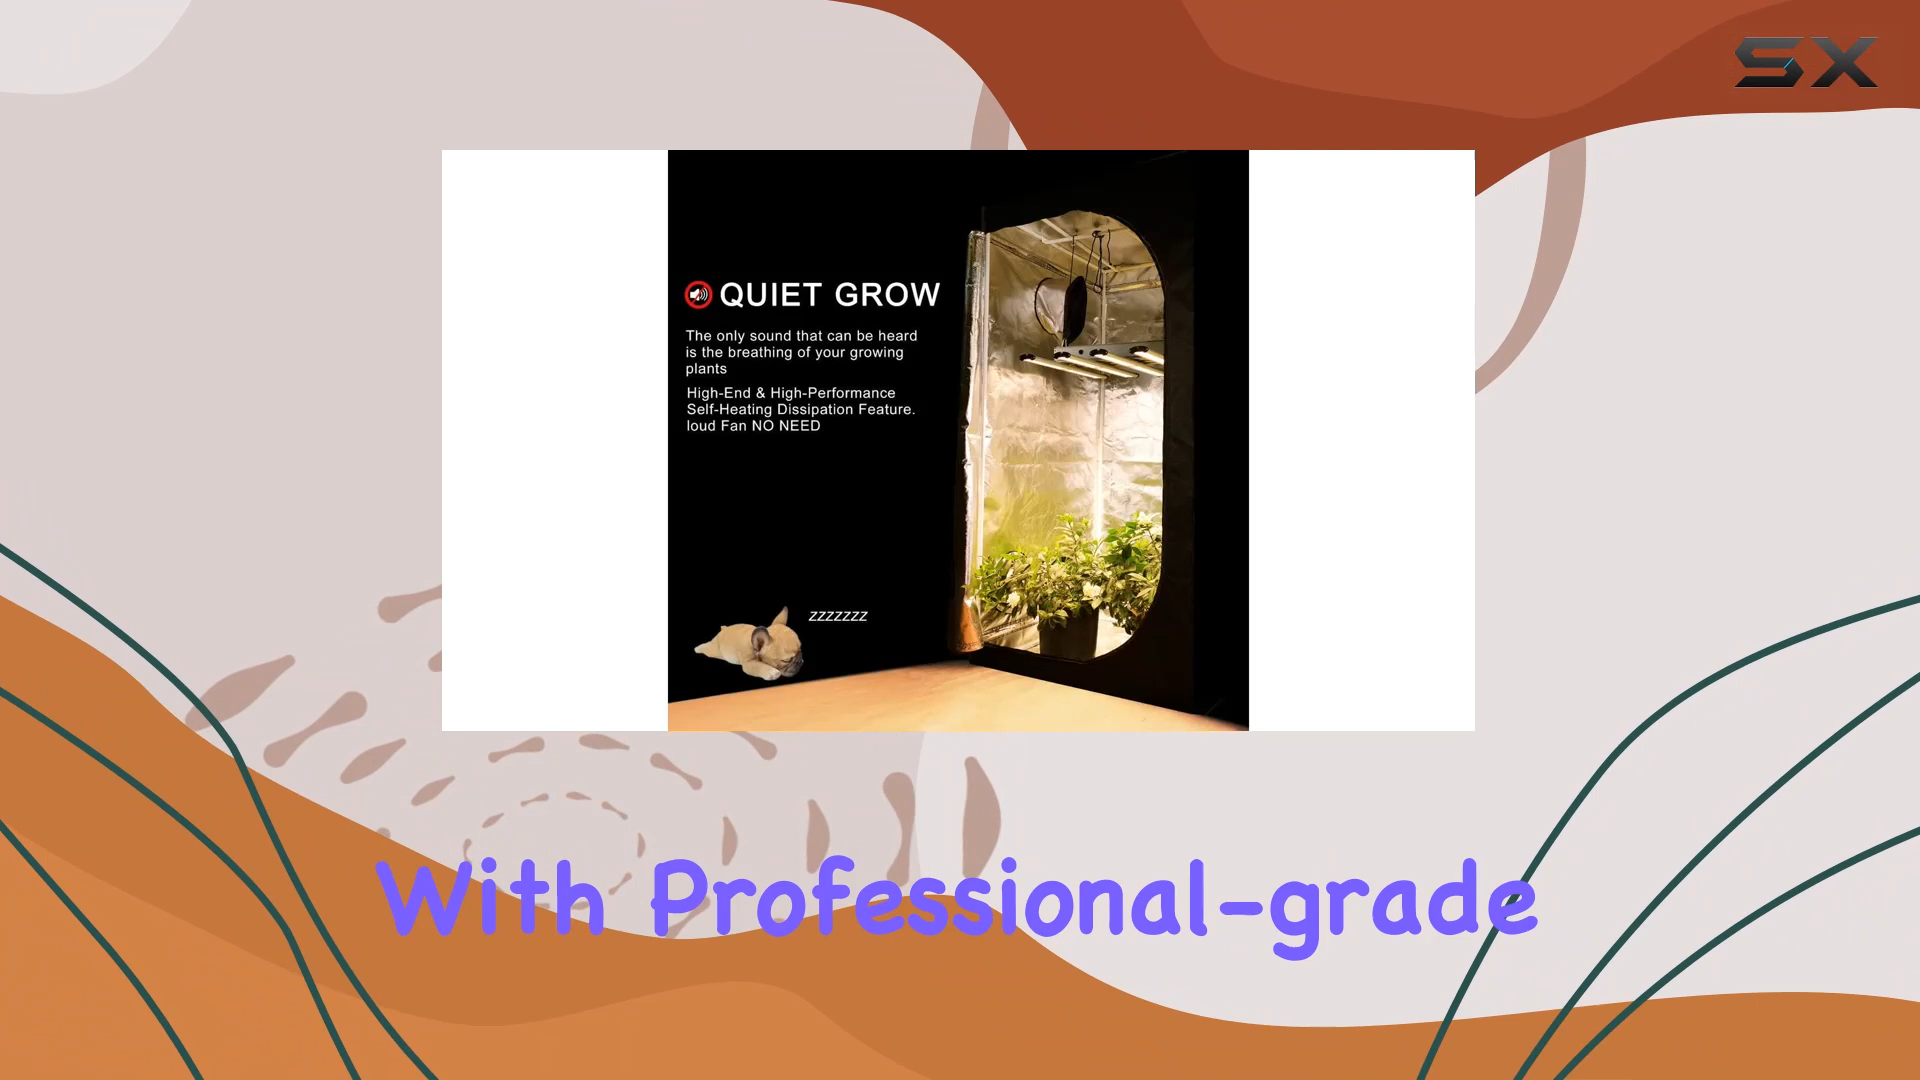 SX
QUIET GROW
The only sound that can be heard
is the breathing of your growing
plants
High-End & High-Performance
Self-Heating Dissipation Feature.
loud Fan NO NEED
zzzzzzz
With Professional-grade